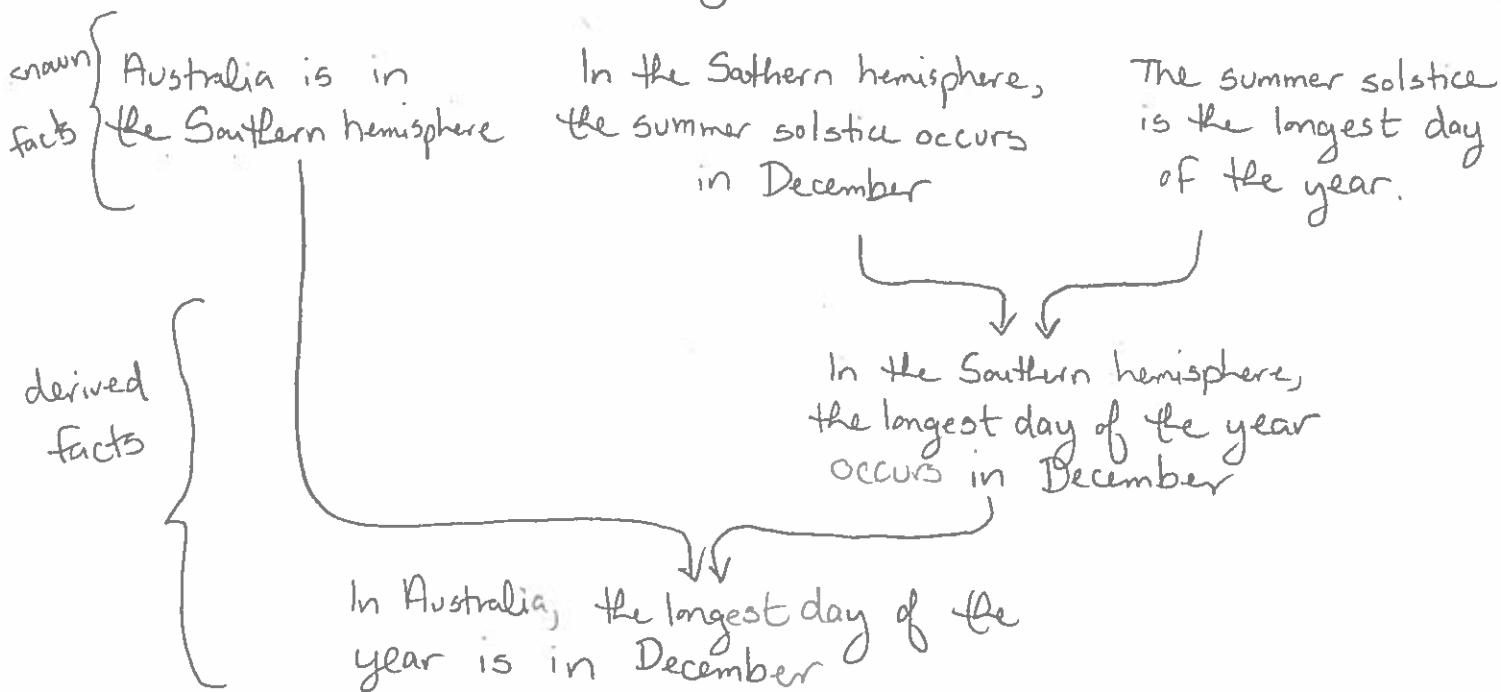 known
facts
Australia is in
the Southern hemisphere
In the Sathern hemisphere,
the summer solstice occurs
in December
The summer solstice
is the longest day
of the year.
derived
facts
In the Southern hemisphere,
the longest day of the year
occurs in December
In Australia, the longest day of the
year is in December